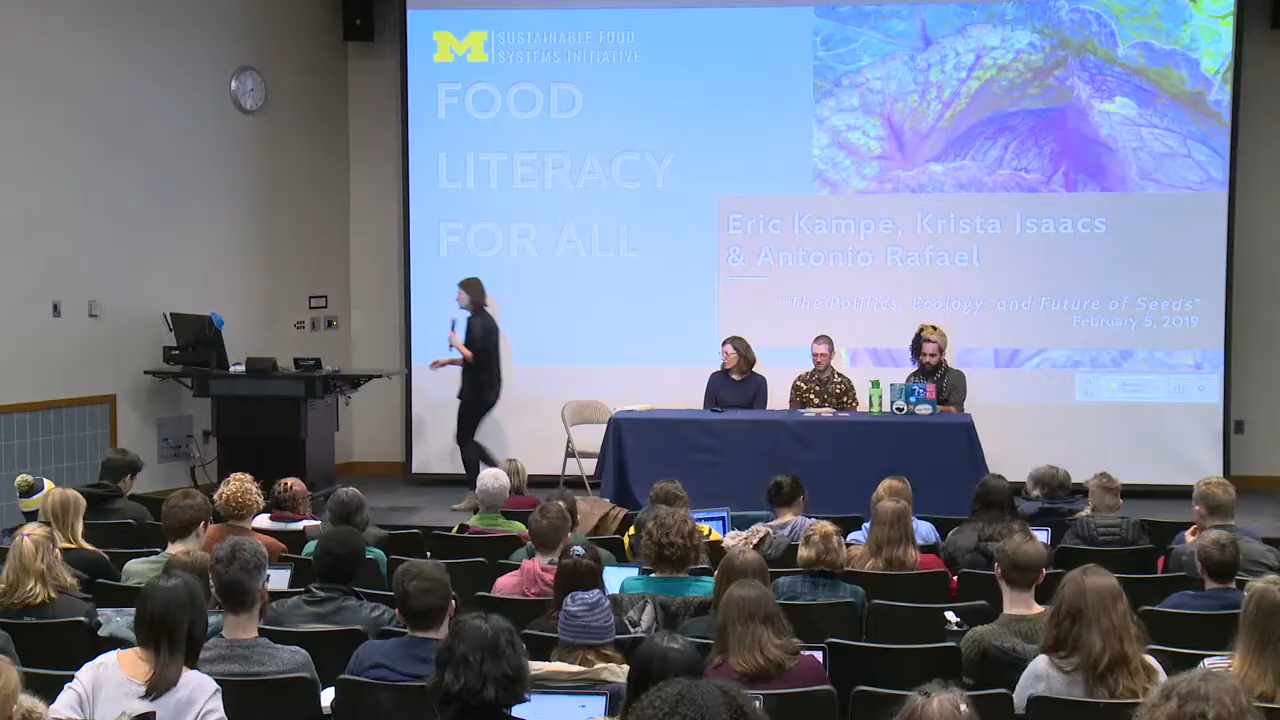 M
SUSTAINABLE FOOD
SYSTEMS INITIATIVE
FOOD
LITERACY
FOR ALL
Eric Kampe, Krista Isaacs
& Antonio Rafael
"The Politics, Ecology, and Future of Seeds"
February 5, 2019